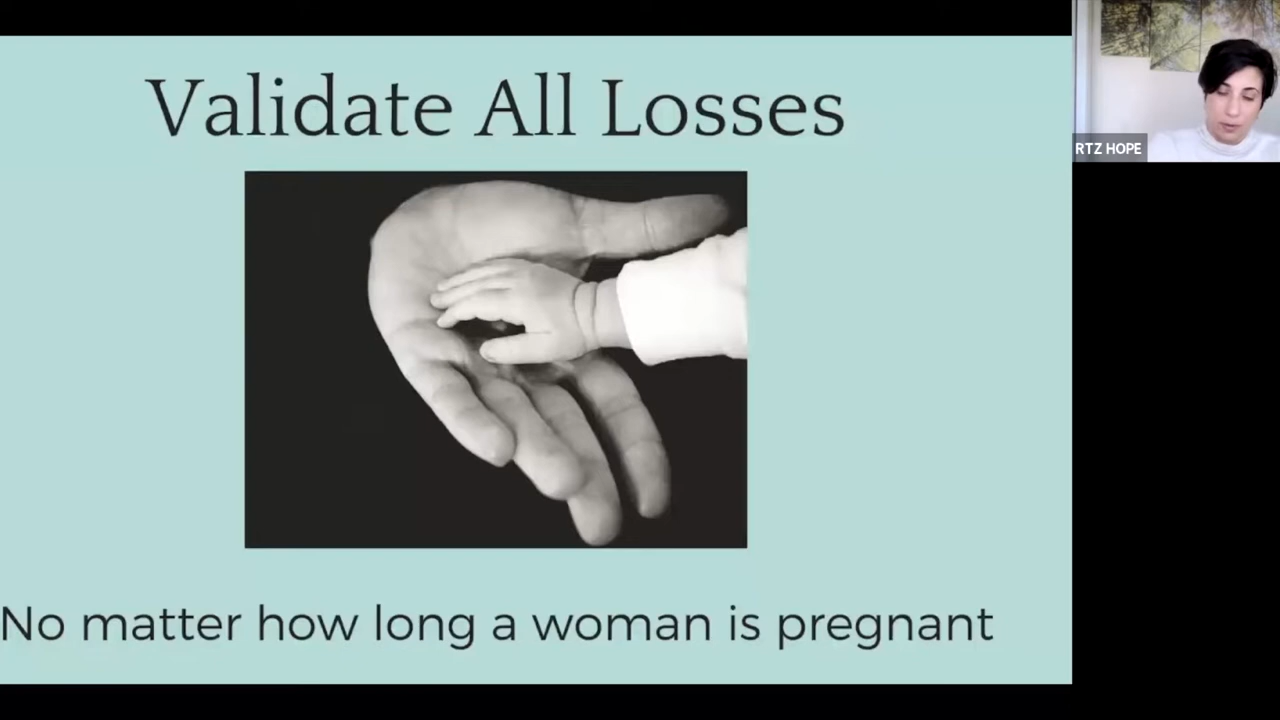 Validate All Losses
RTZ HOPE
No matter how long a woman is pregnant